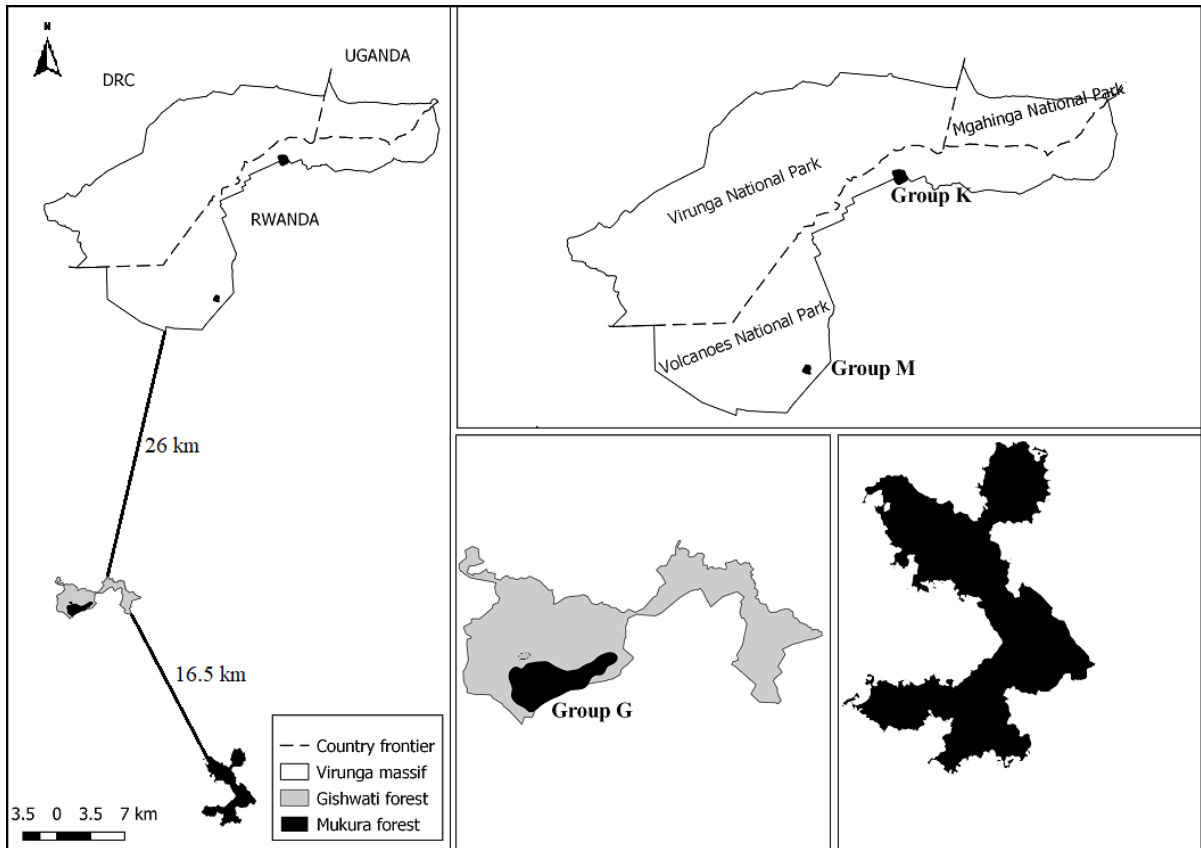 N
DRC
UGANDA
RWANDA
26 km
16.5 km
3.5 0 3.5 7 km
Country frontier
Virunga massif
Gishwati forest
Mukura forest
Mgahinga National Park
Virunga National Park
Group K
Volcanoes National Park
Group M
Group G